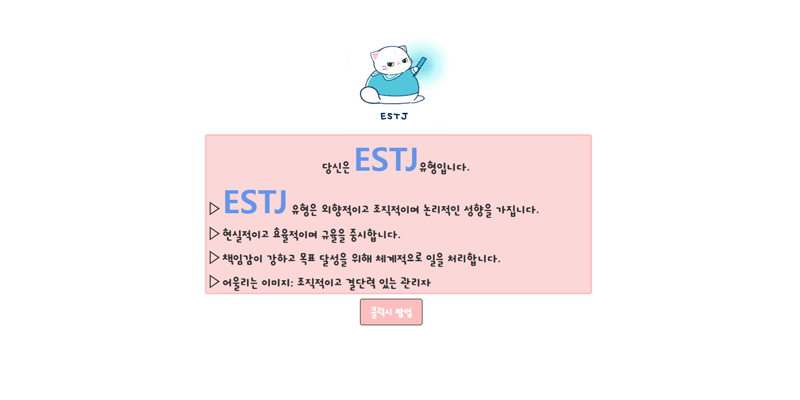 ESTJ
당신은 ESTJ유형입니다.
▷ ESTJ 유형은 외향적이고 조직적이며 논리적인 성향을 가집니다.
▷ 현실적이고 효율적이며 규율을 중시합니다.
▷ 책임감이 강하고 목표 달성을 위해 체계적으로 일을 처리합니다.
▷ 어울리는 이미지: 조직적이고 결단력 있는 관리자
클릭시 팝업